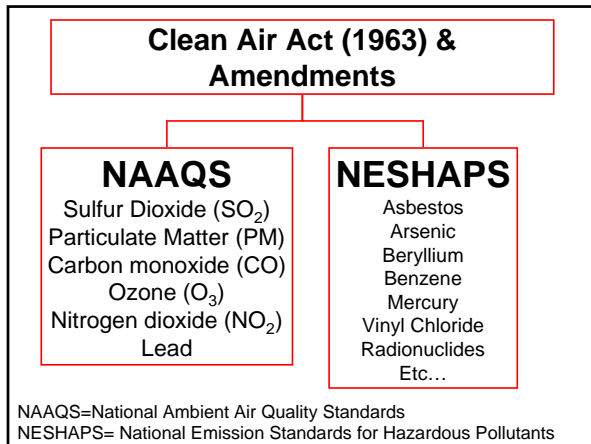 Clean Air Act (1963) &
Amendments
NAAQS
Sulfur Dioxide (SO₂)
Particulate Matter (PM)
Carbon monoxide (CO)
Ozone (O₃)
Nitrogen dioxide (NO₂)
Lead
NESHAPS
Asbestos
Arsenic
Beryllium
Benzene
Mercury
Vinyl Chloride
Radionuclides
Etc…
NAAQS=National Ambient Air Quality Standards
NESHAPS= National Emission Standards for Hazardous Pollutants